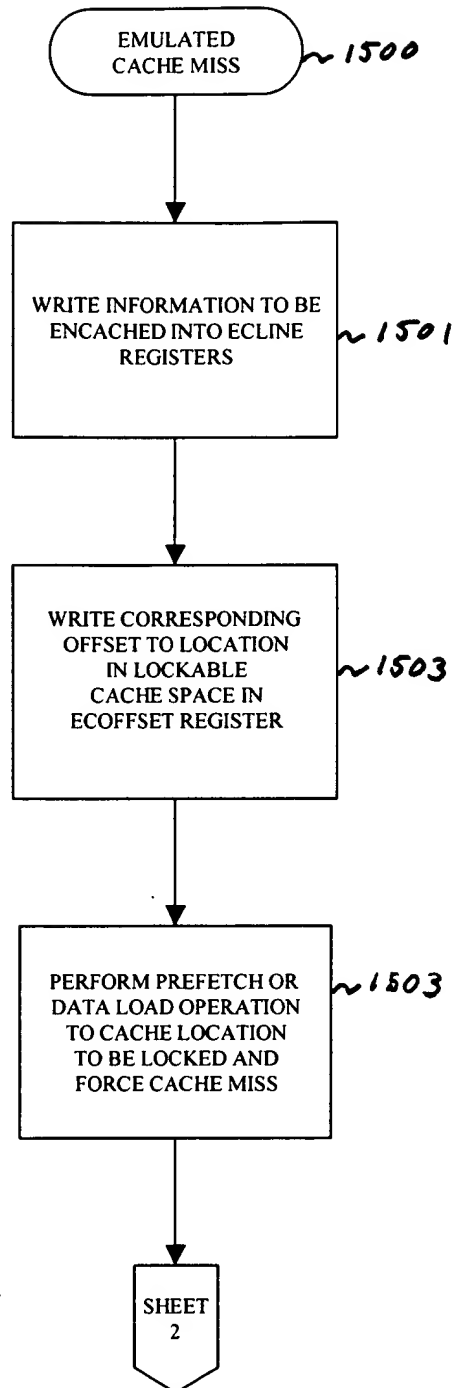 EMULATED
CACHE MISS
1500
WRITE INFORMATION TO BE
ENCACHED INTO ECLINE
REGISTERS
1501
WRITE CORRESPONDING
OFFSET TO LOCATION
IN LOCKABLE
CACHE SPACE IN
ECOFFSET REGISTER
1503
PERFORM PREFETCH OR
DATA LOAD OPERATION
TO CACHE LOCATION
TO BE LOCKED AND
FORCE CACHE MISS
1503
SHEET
2